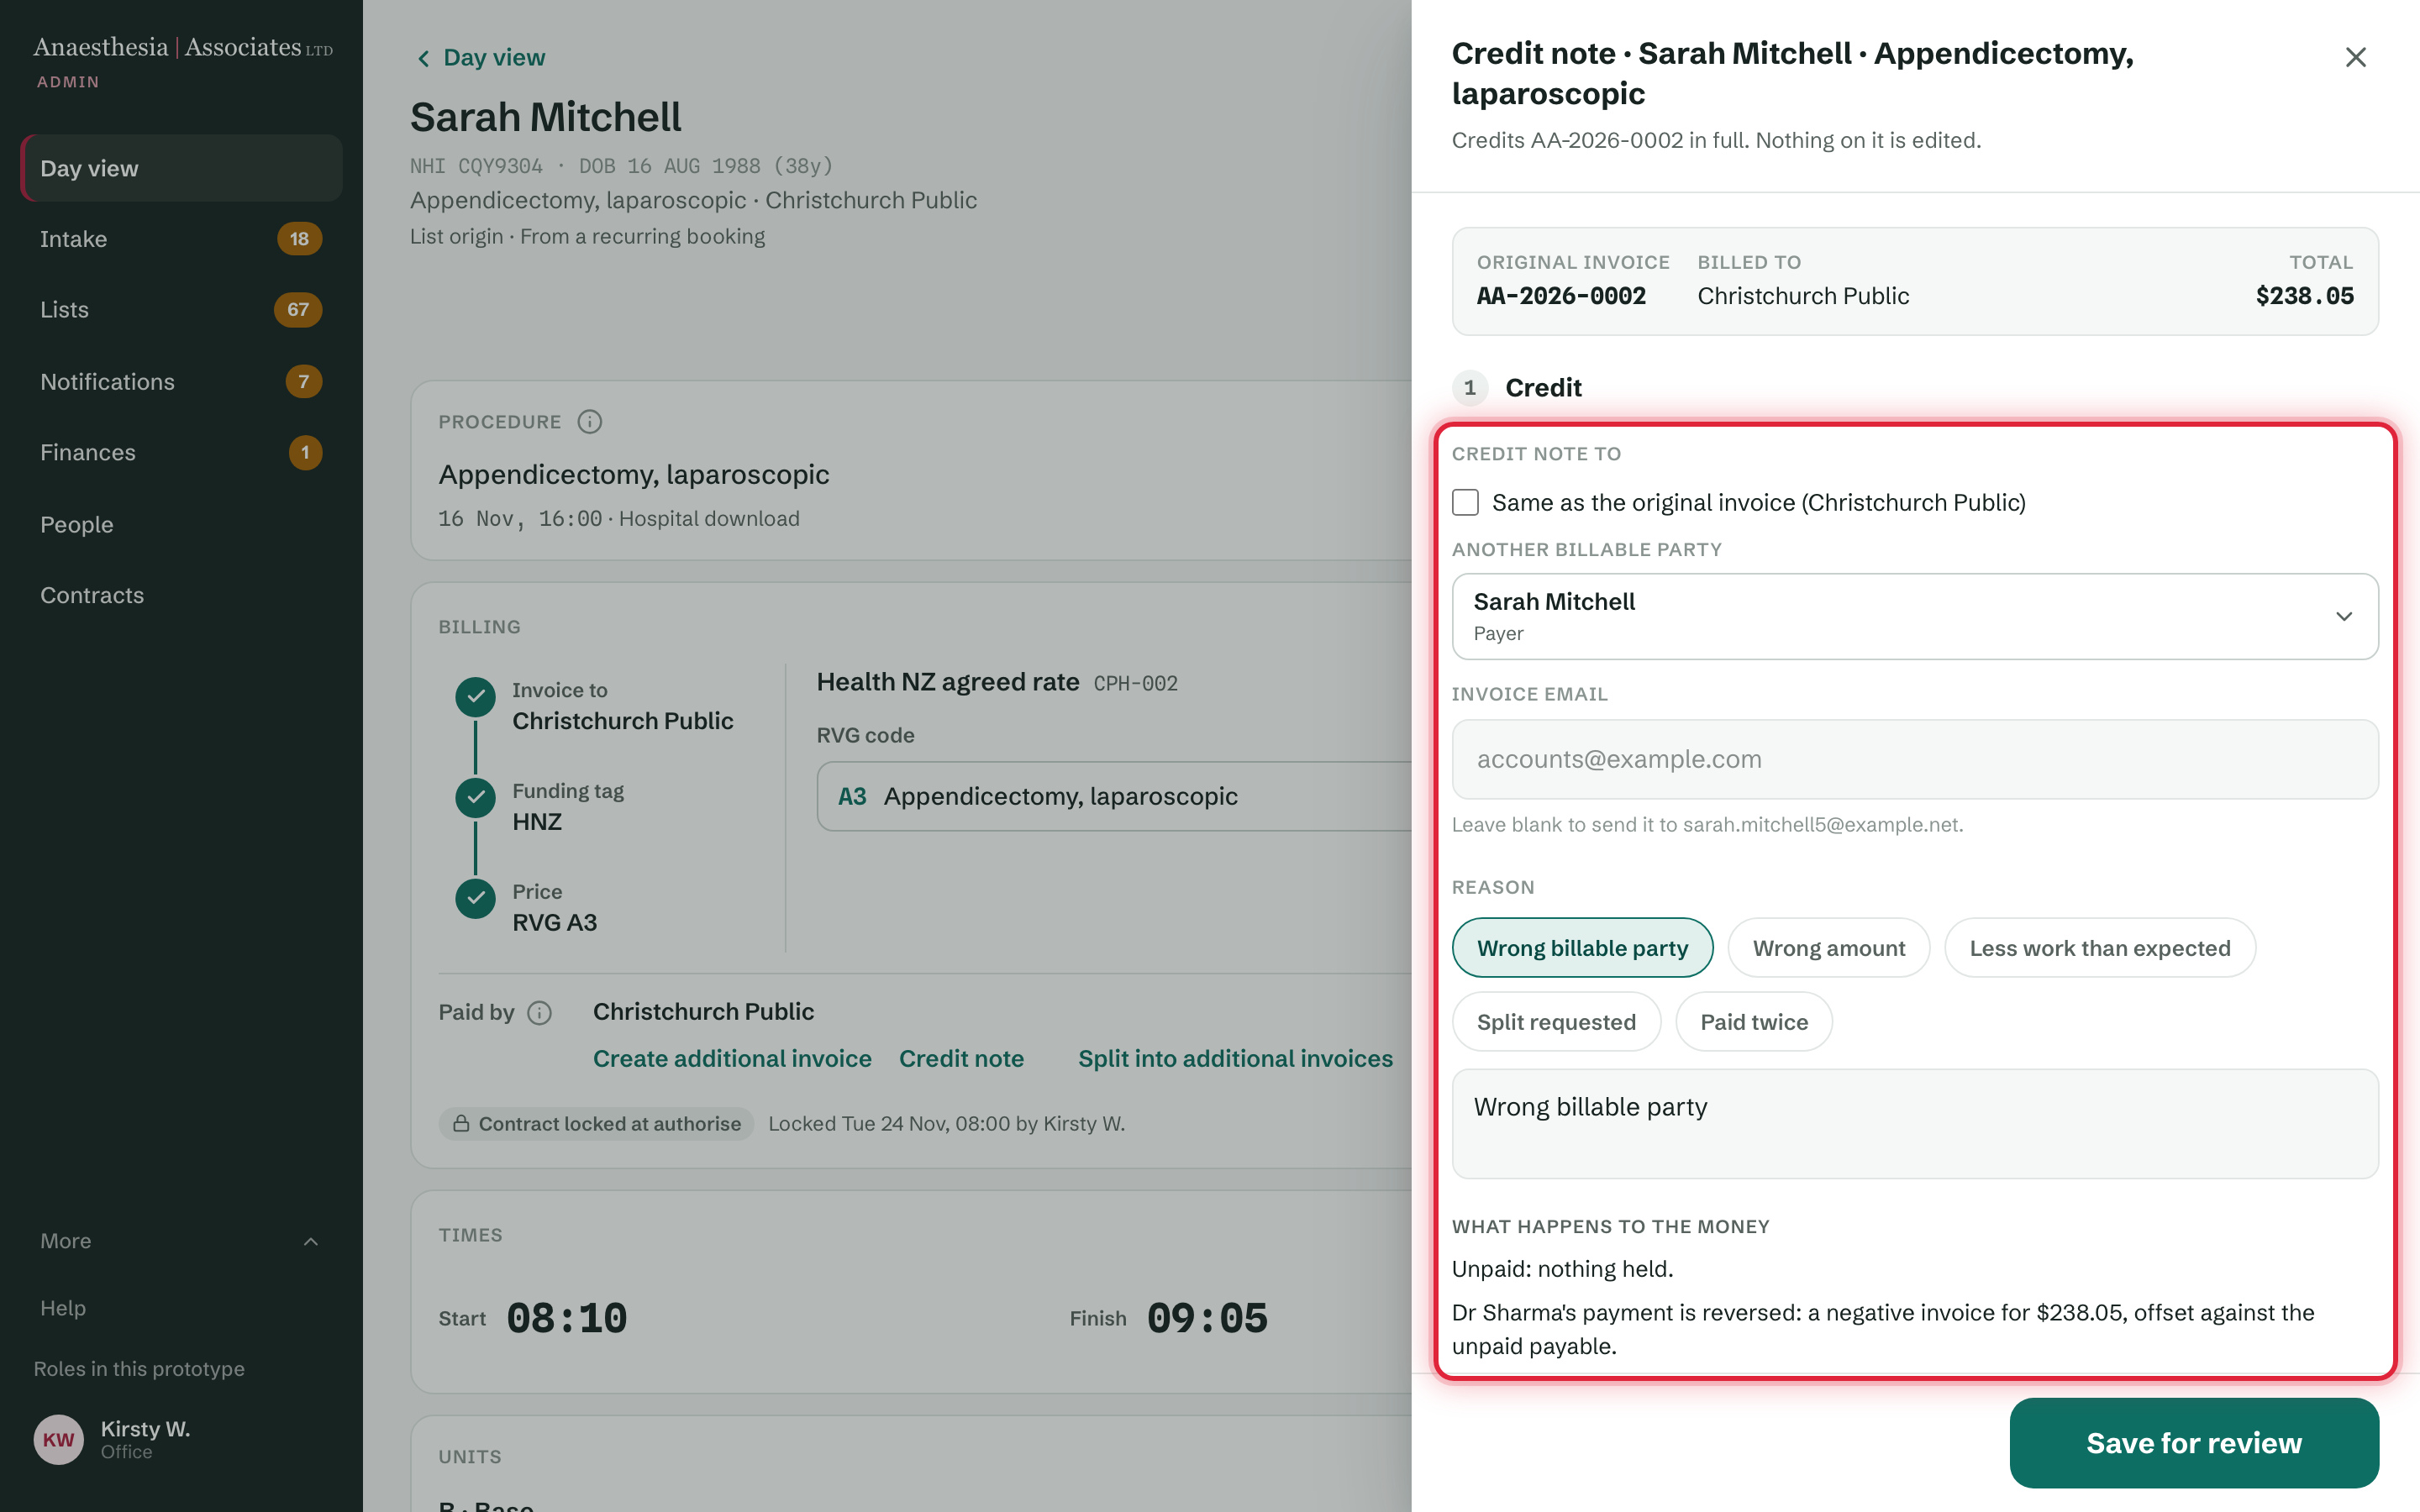 Anaesthesia | Associates LTD
ADMIN
Day view
Intake 18
Lists 67
Notifications 7
Finances 1
People
Contracts
More
Help
Roles in this prototype
KW
Kirsty W.
Office
Day view
Sarah Mitchell
NHI CQY9304 · DOB 16 AUG 1988 (38y)
Appendicectomy, laparoscopic · Christchurch Public
List origin · From a recurring booking
PROCEDURE
Appendicectomy, laparoscopic
16 Nov, 16:00 · Hospital download
BILLING
Invoice to
Christchurch Public
Funding tag
HNZ
Price
RVG A3
Health NZ agreed rate CPH-002
RVG code
A3 Appendicectomy, laparoscopic
Paid by Christchurch Public
Create additional invoice Credit note Split into additional invoices
Contract locked at authorise Locked Tue 24 Nov, 08:00 by Kirsty W.
TIMES
Start 08:10 Finish 09:05
UNITS
B · Base
Credit note · Sarah Mitchell · Appendicectomy,
laparoscopic
Credits AA-2026-0002 in full. Nothing on it is edited.
ORIGINAL INVOICE BILLED TO TOTAL
AA-2026-0002 Christchurch Public $238.05
1 Credit
CREDIT NOTE TO
Same as the original invoice (Christchurch Public)
ANOTHER BILLABLE PARTY
Sarah Mitchell
Payer
INVOICE EMAIL
accounts@example.com
Leave blank to send it to sarah.mitchell5@example.net.
REASON
Wrong billable party Wrong amount Less work than expected
Split requested Paid twice
Wrong billable party
WHAT HAPPENS TO THE MONEY
Unpaid: nothing held.
Dr Sharma's payment is reversed: a negative invoice for $238.05, offset against the
unpaid payable.
Save for review